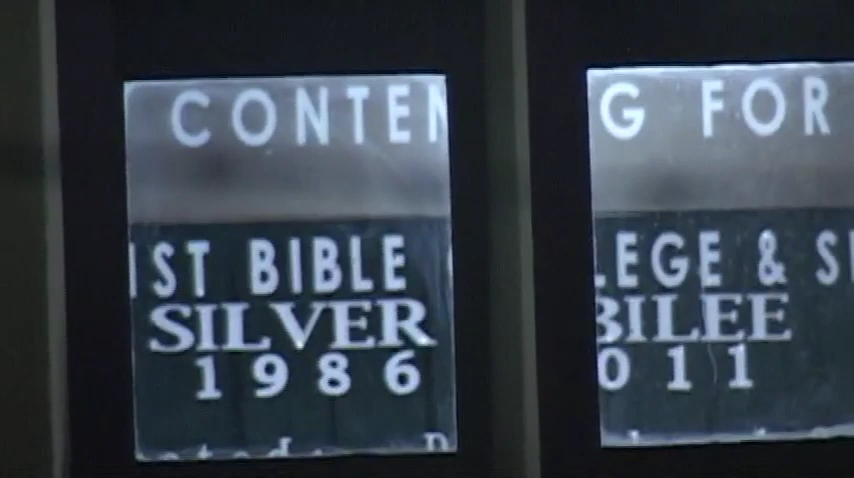 CONTEN G FOR
IST BIBLE LEGE & S
SILVER BILEE
1986 011